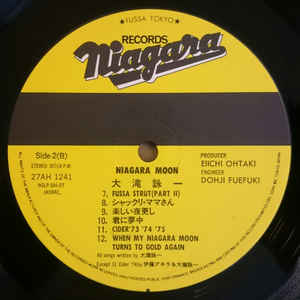 ★FUSSA TOKYO★
RECORDS
Niagara
Side-2(B)
STEREO
27AH 1241
NIAGARA MOON
大滝詠一
PRODUCER
EIICHI OHTAKI
ENGINEER
DOHJI FUEFUKI
7. FUSSA STRUT(PART II)
8. シャックリ・ママさん
9. 楽しい夜更し
10. 君に夢中
11. CIDER'73 '74 '75
12. WHEN MY NIAGARA MOON
TURNS TO GOLD AGAIN
All songs written by 大滝詠一